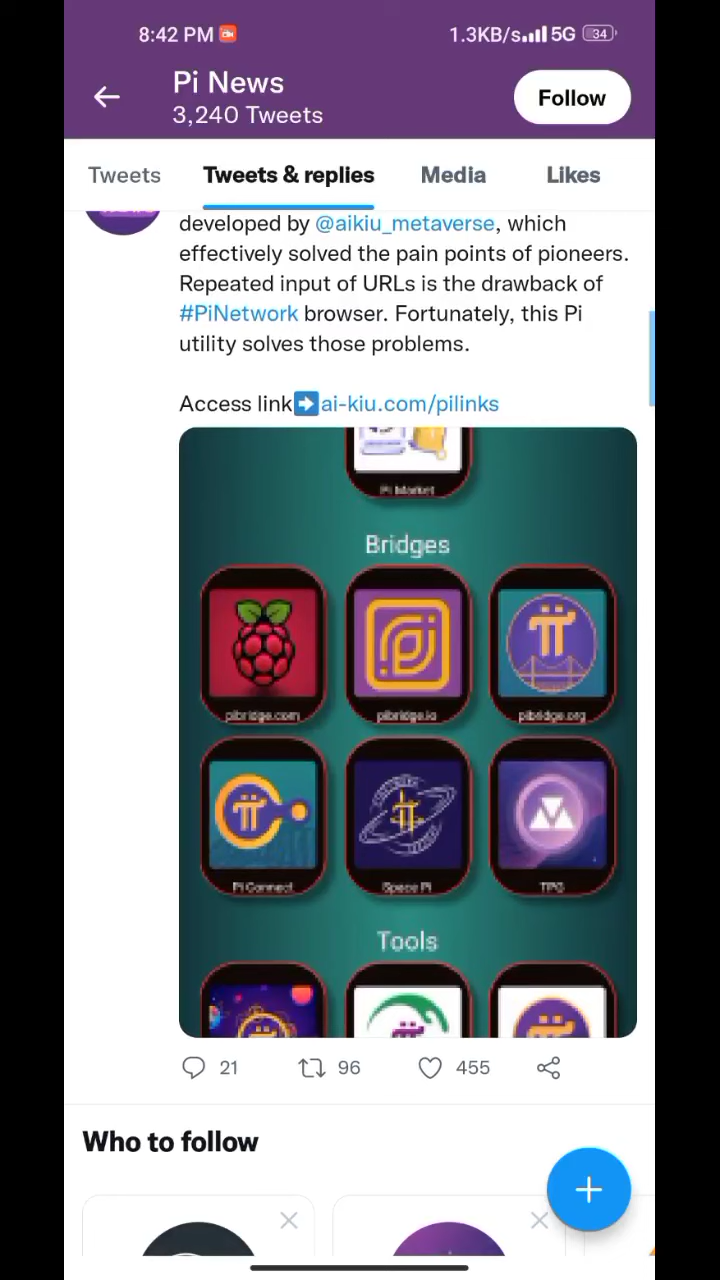 8:42 PM 1.3KB/s 5G 34
Pi News
3,240 Tweets
Follow
Tweets Tweets & replies Media Likes
developed by @aikiu_metaverse, which
effectively solved the pain points of pioneers.
Repeated input of URLs is the drawback of
#PiNetwork browser. Fortunately, this Pi
utility solves those problems.
Access link➡ai-kiu.com/pilinks
Pi Market
Bridges
pibridge.com pibridge.io pibridge.org
Pi Connect Space Pi TPG
Tools
21 96 455
Who to follow